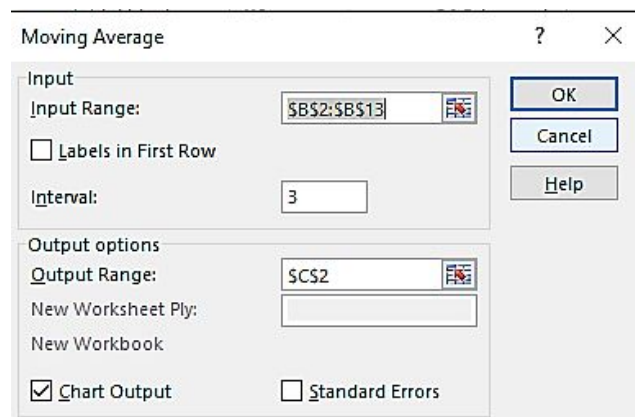 Moving Average ? ×
Input
Input Range: $B$2:$B$13
Labels in First Row
Interval: 3
OK
Cancel
Help
Output options
Output Range: $C$2
New Worksheet Ply:
New Workbook
Chart Output Standard Errors